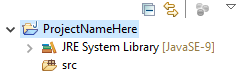 ProjectNameHere
JRE System Library [JavaSE-9]
src